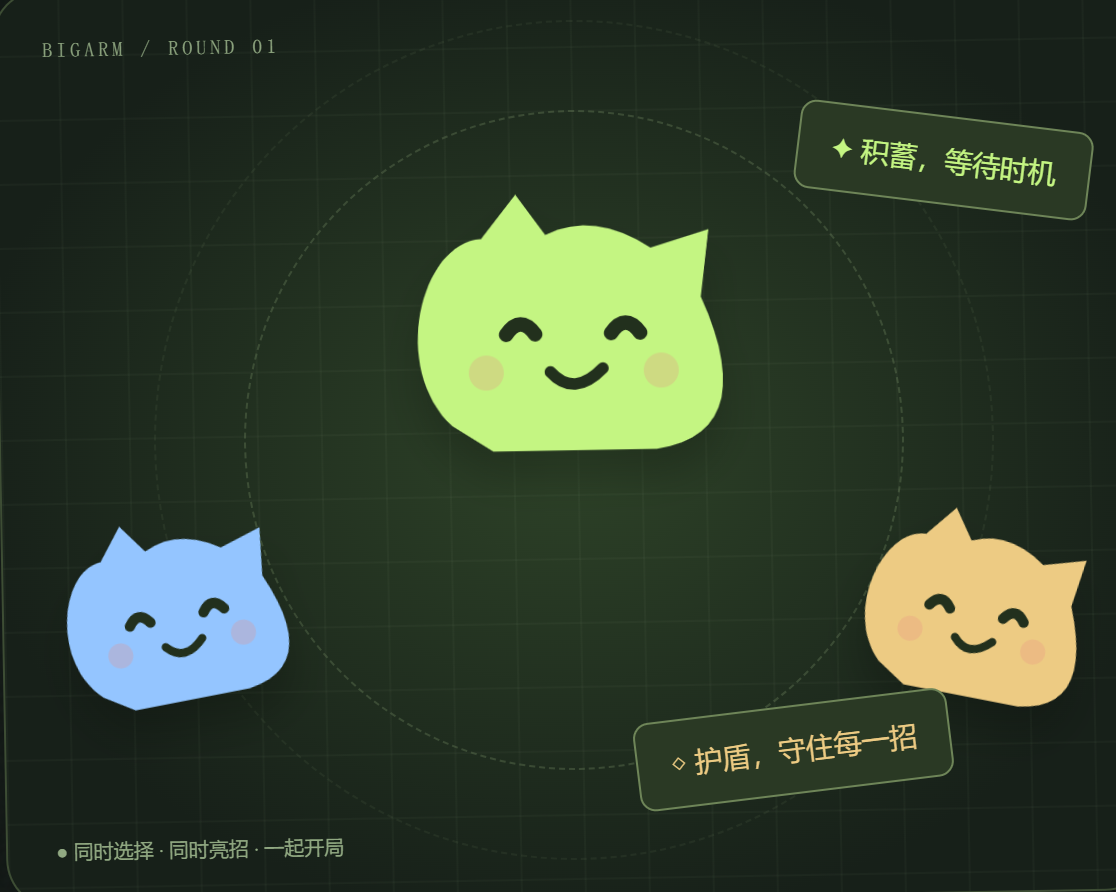 BIGARM / ROUND 01
✦ 积蓄，等待时机
◇ 护盾，守住每一招
● 同时选择 · 同时亮招 · 一起开局